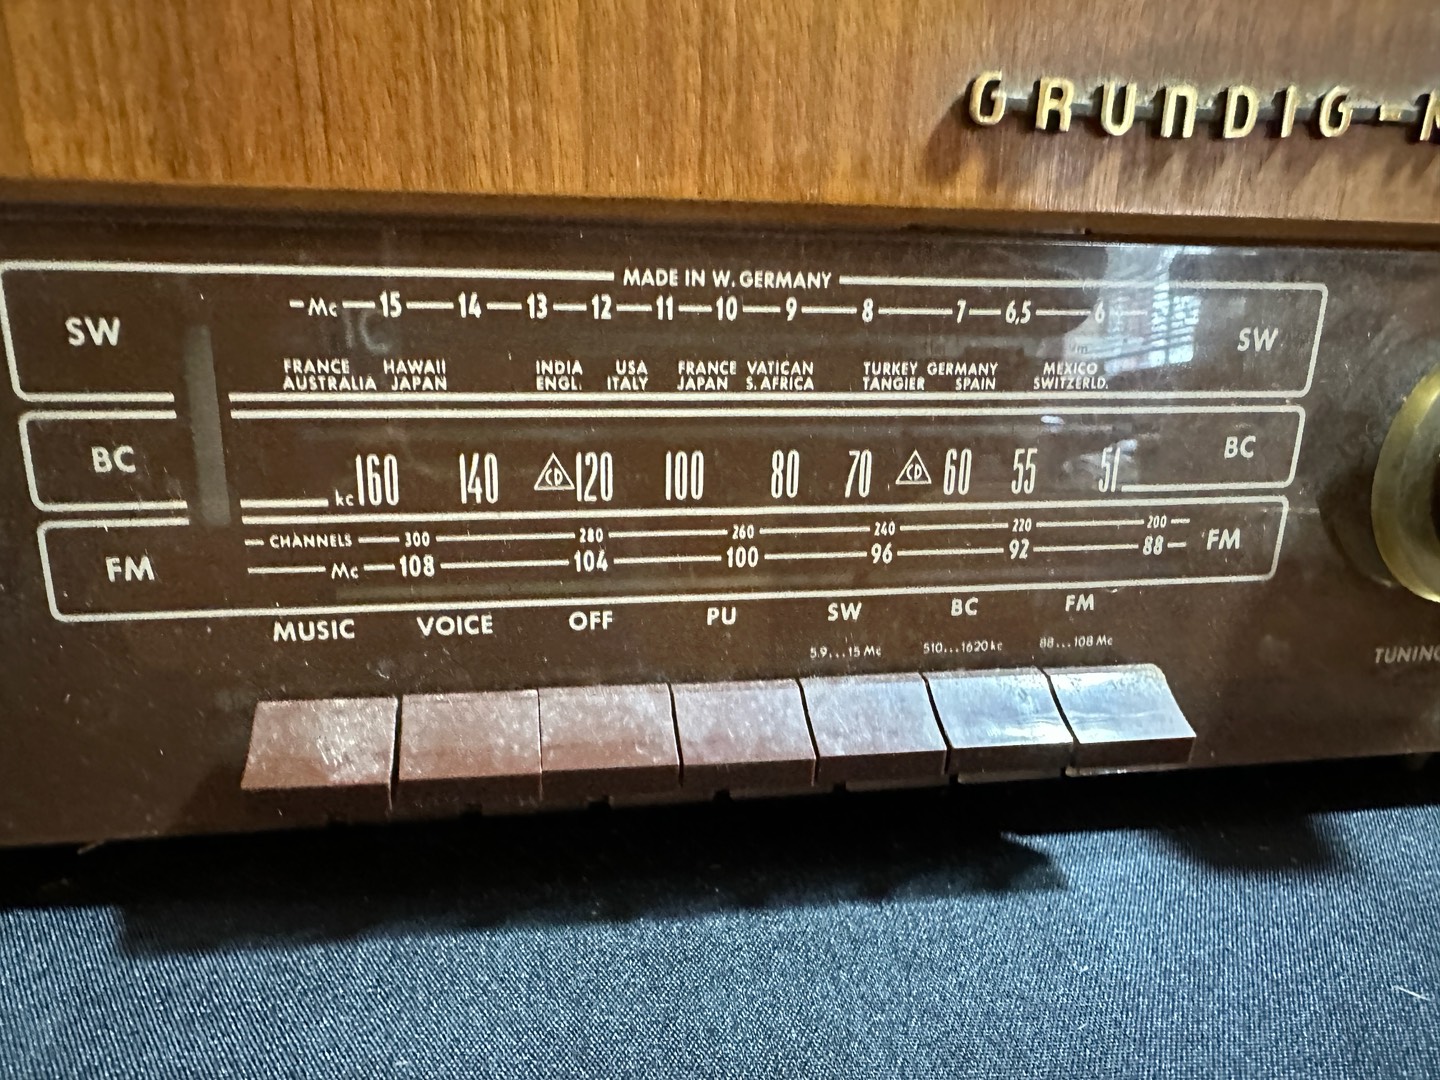 GRUNDIG-
MADE IN W. GERMANY
SW Mc 15 14 13 12 11 10 9 8 7 6,5 6 SW
FRANCE HAWAII INDIA USA FRANCE VATICAN TURKEY GERMANY MEXICO
AUSTRALIA JAPAN ENGL. ITALY JAPAN S. AFRICA TANGIER SPAIN SWITZERLD.
BC kc 160 140 CD 120 100 80 70 CD 60 55 51 BC
CHANNELS 300 280 260 240 220 200
FM Mc 108 104 100 96 92 88 FM
MUSIC VOICE OFF PU SW BC FM
5.9...15 Mc 510...1620 kc 88...108 Mc
TUNING